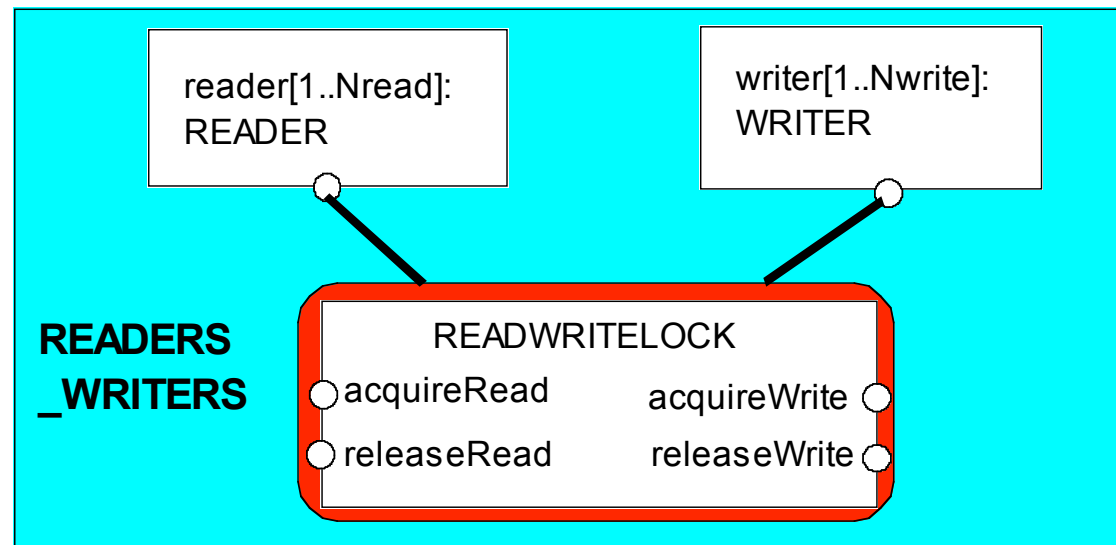 reader[1..Nread]:
READER
writer[1..Nwrite]:
WRITER
READERS
_WRITERS
READWRITELOCK
acquireRead
acquireWrite
releaseRead
releaseWrite